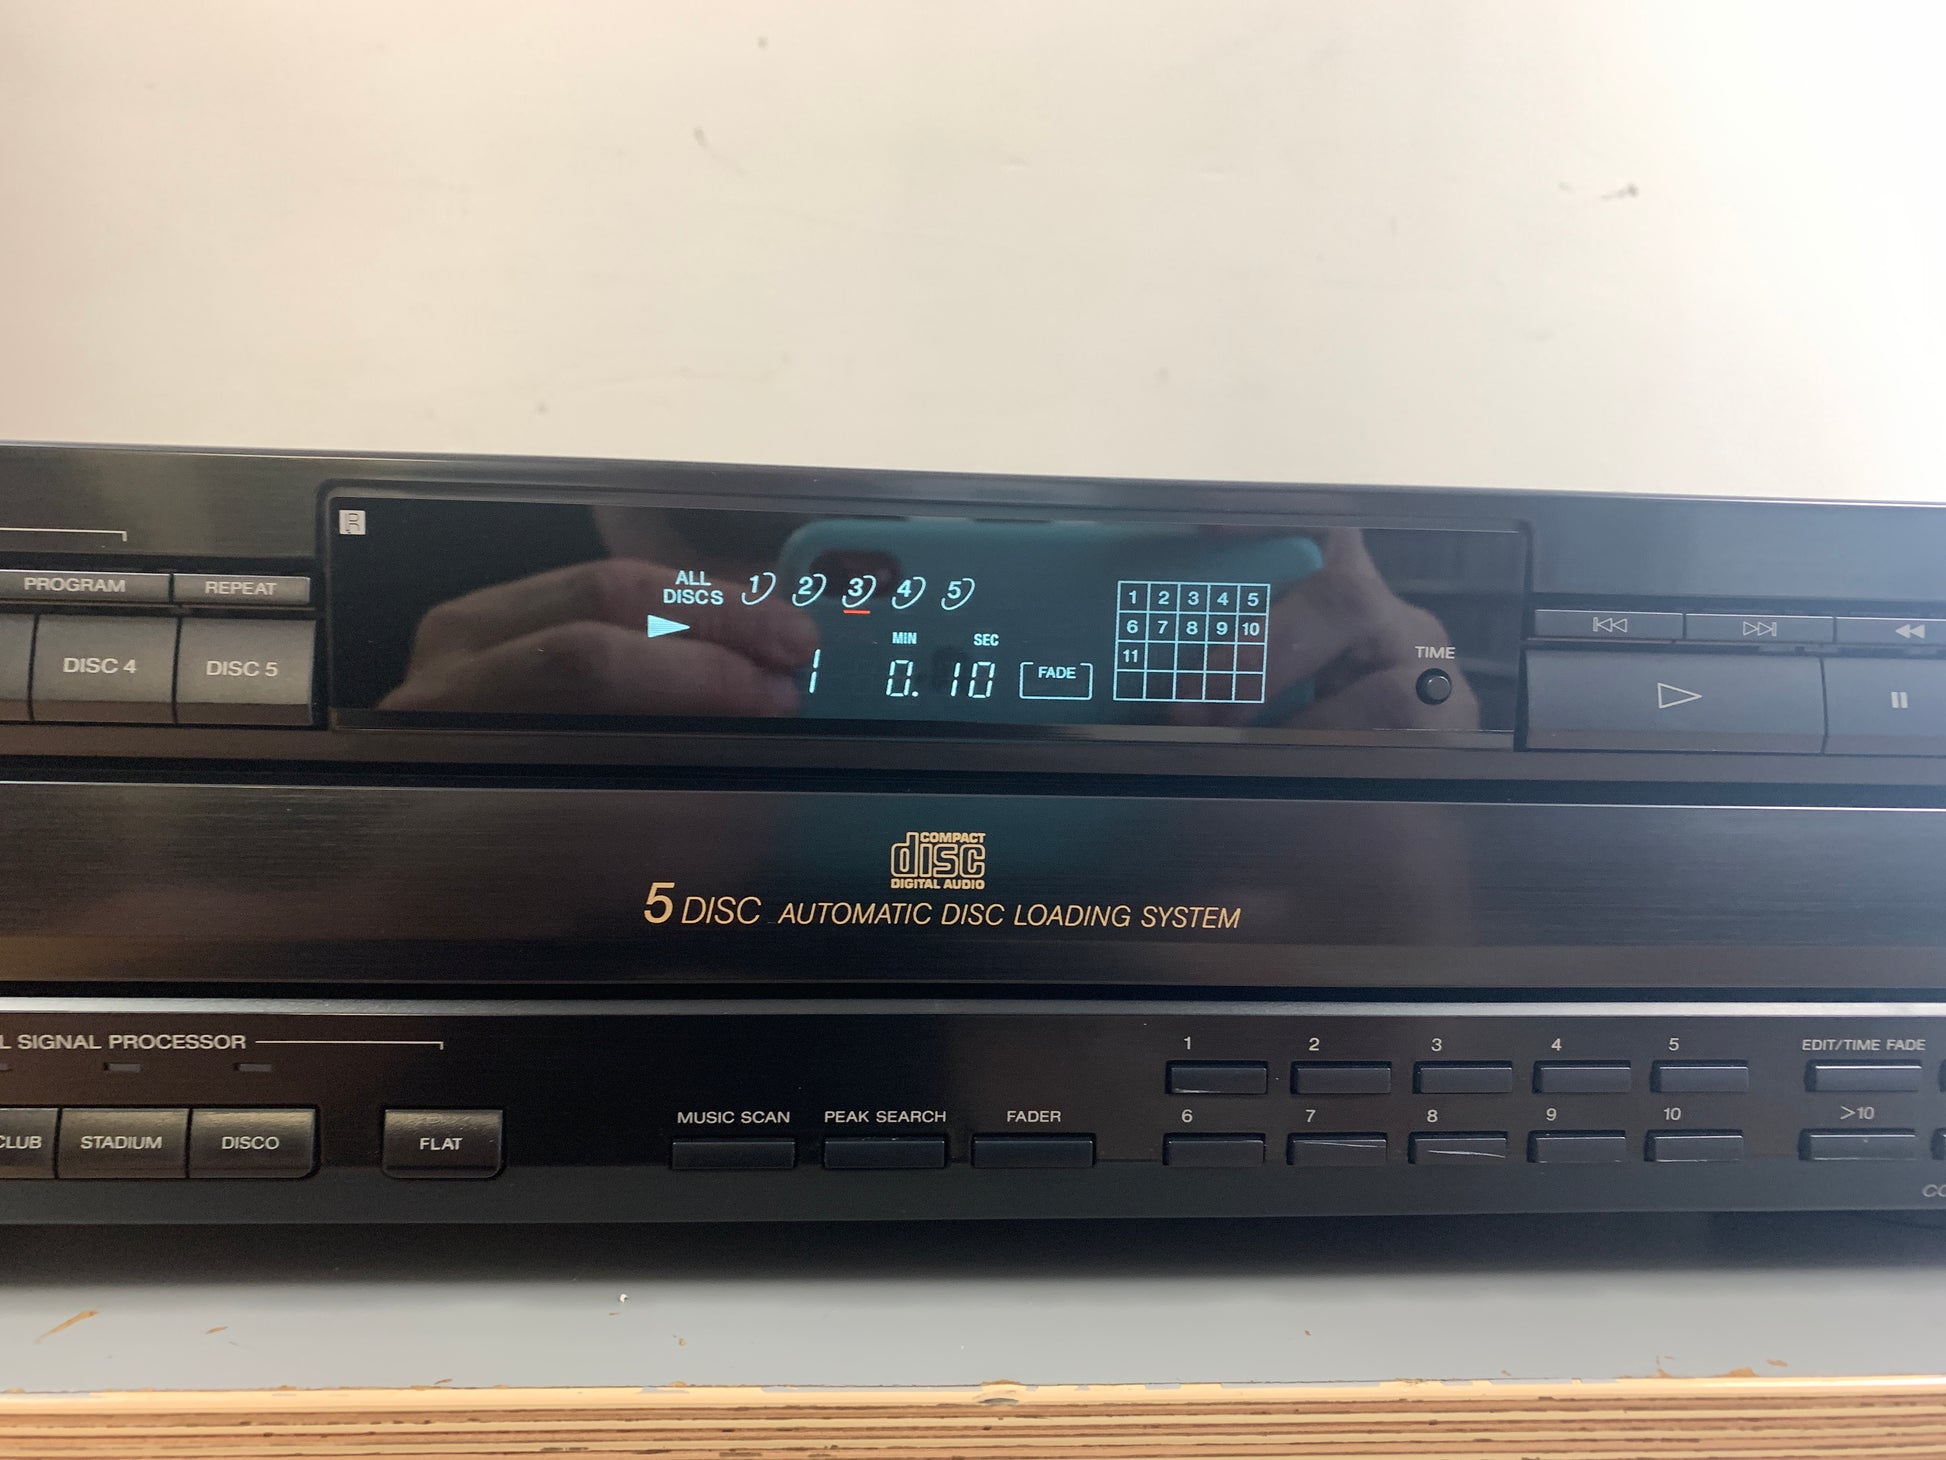 PROGRAM REPEAT
DISC 4 DISC 5
ALL DISCS 1 2 3 4 5
MIN SEC
1 0.10 FADE
1 2 3 4 5
6 7 8 9 10
11
TIME
COMPACT
disc
DIGITAL AUDIO
5 DISC AUTOMATIC DISC LOADING SYSTEM
L SIGNAL PROCESSOR
CLUB STADIUM DISCO FLAT
MUSIC SCAN PEAK SEARCH FADER
1 2 3 4 5 EDIT/TIME FADE
6 7 8 9 10 >10